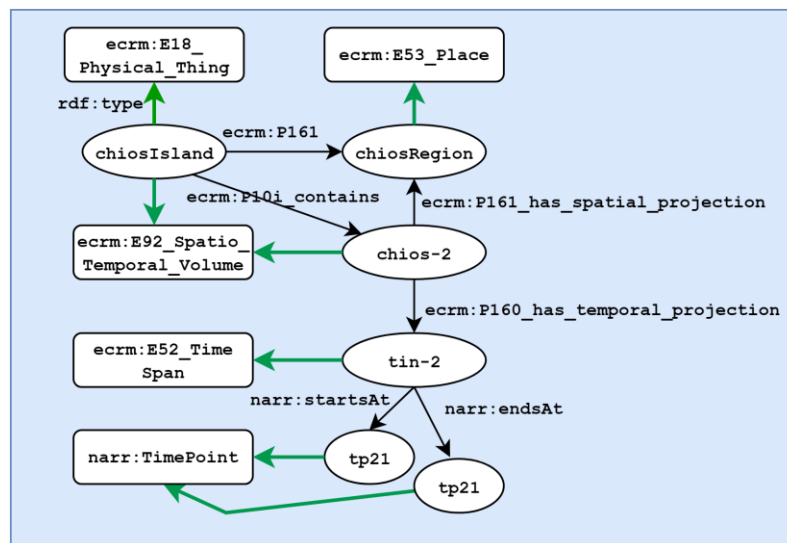 ecrm:E18_
Physical_Thing
ecrm:E53_Place
rdf:type
ecrm:P161
chiosIsland
chiosRegion
ecrm:P10i_contains
ecrm:P161_has_spatial_projection
ecrm:E92_Spatio_
Temporal_Volume
chios-2
ecrm:P160_has_temporal_projection
ecrm:E52_Time
Span
tin-2
narr:startsAt
narr:endsAt
narr:TimePoint
tp21
tp21